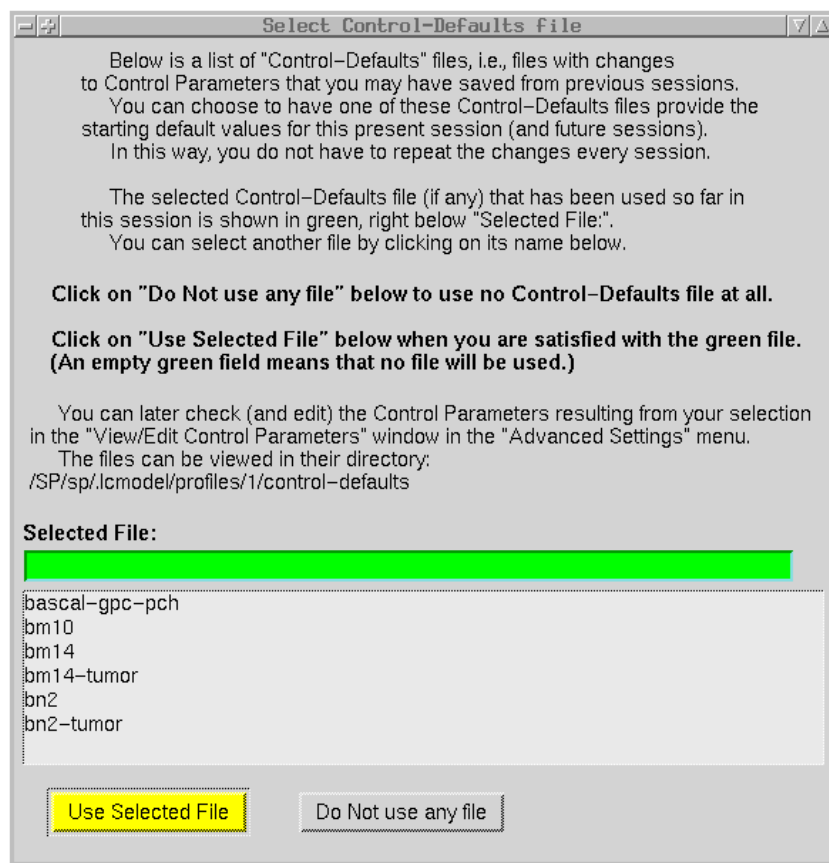 Select Control-Defaults file
Below is a list of "Control-Defaults" files, i.e., files with changes
to Control Parameters that you may have saved from previous sessions.
You can choose to have one of these Control-Defaults files provide the
starting default values for this present session (and future sessions).
In this way, you do not have to repeat the changes every session.
The selected Control-Defaults file (if any) that has been used so far in
this session is shown in green, right below "Selected File:".
You can select another file by clicking on its name below.
Click on "Do Not use any file" below to use no Control-Defaults file at all.
Click on "Use Selected File" below when you are satisfied with the green file.
(An empty green field means that no file will be used.)
You can later check (and edit) the Control Parameters resulting from your selection
in the "View/Edit Control Parameters" window in the "Advanced Settings" menu.
The files can be viewed in their directory:
/SP/sp/.lcmodel/profiles/1/control-defaults
Selected File:
bascal-gpc-pch
bm10
bm14
bm14-tumor
bn2
bn2-tumor
Use Selected File
Do Not use any file